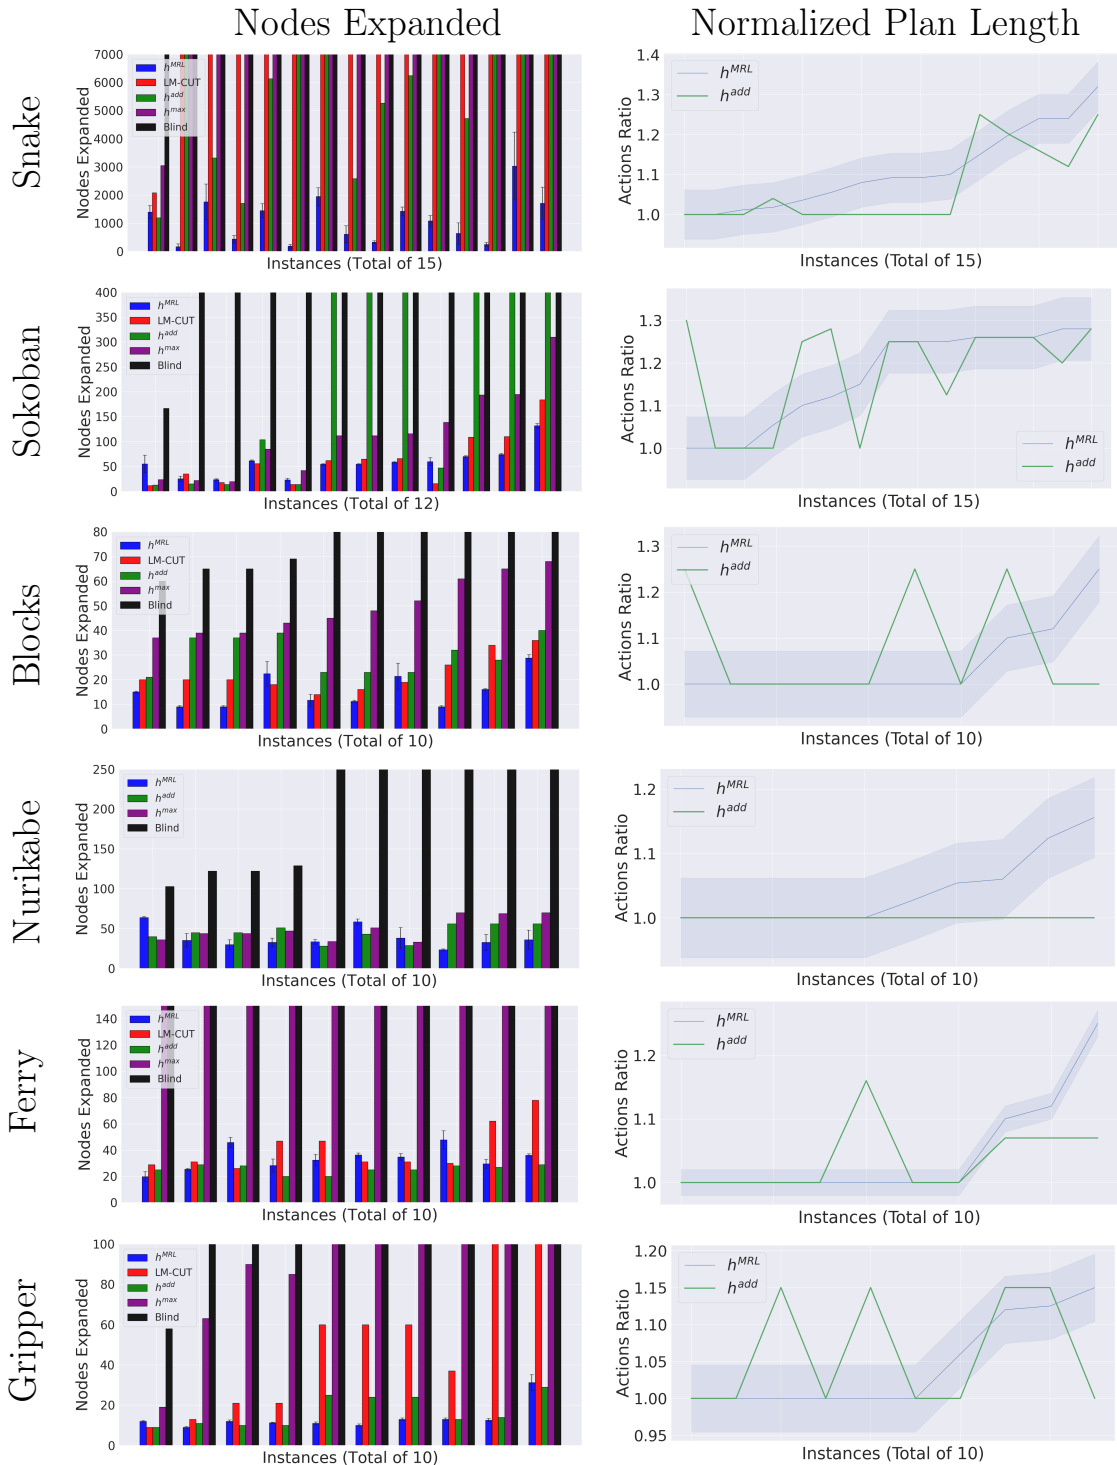 Nodes Expanded
Normalized Plan Length
Snake
Nodes Expanded
7000
6000
5000
4000
3000
2000
1000
0
h^MRL
LM-CUT
h^add
h^max
Blind
Instances (Total of 15)
Actions Ratio
1.4
1.3
1.2
1.1
1.0
h^MRL
h^add
Instances (Total of 15)
Sokoban
Nodes Expanded
400
350
300
250
200
150
100
50
0
h^MRL
LM-CUT
h^add
h^max
Blind
Instances (Total of 12)
Actions Ratio
1.3
1.2
1.1
1.0
h^MRL
h^add
Instances (Total of 15)
Blocks
Nodes Expanded
80
70
60
50
40
30
20
10
0
h^MRL
LM-CUT
h^add
h^max
Blind
Instances (Total of 10)
Actions Ratio
1.3
1.2
1.1
1.0
h^MRL
h^add
Instances (Total of 10)
Nurikabe
Nodes Expanded
250
200
150
100
50
0
h^MRL
h^add
h^max
Blind
Instances (Total of 10)
Actions Ratio
1.2
1.1
1.0
h^MRL
h^add
Instances (Total of 10)
Ferry
Nodes Expanded
140
120
100
80
60
40
20
0
h^MRL
LM-CUT
h^add
h^max
Blind
Instances (Total of 10)
Actions Ratio
1.2
1.1
1.0
h^MRL
h^add
Instances (Total of 10)
Gripper
Nodes Expanded
100
80
60
40
20
0
h^MRL
LM-CUT
h^add
h^max
Blind
Instances (Total of 10)
Actions Ratio
1.20
1.15
1.10
1.05
1.00
0.95
h^MRL
h^add
Instances (Total of 10)